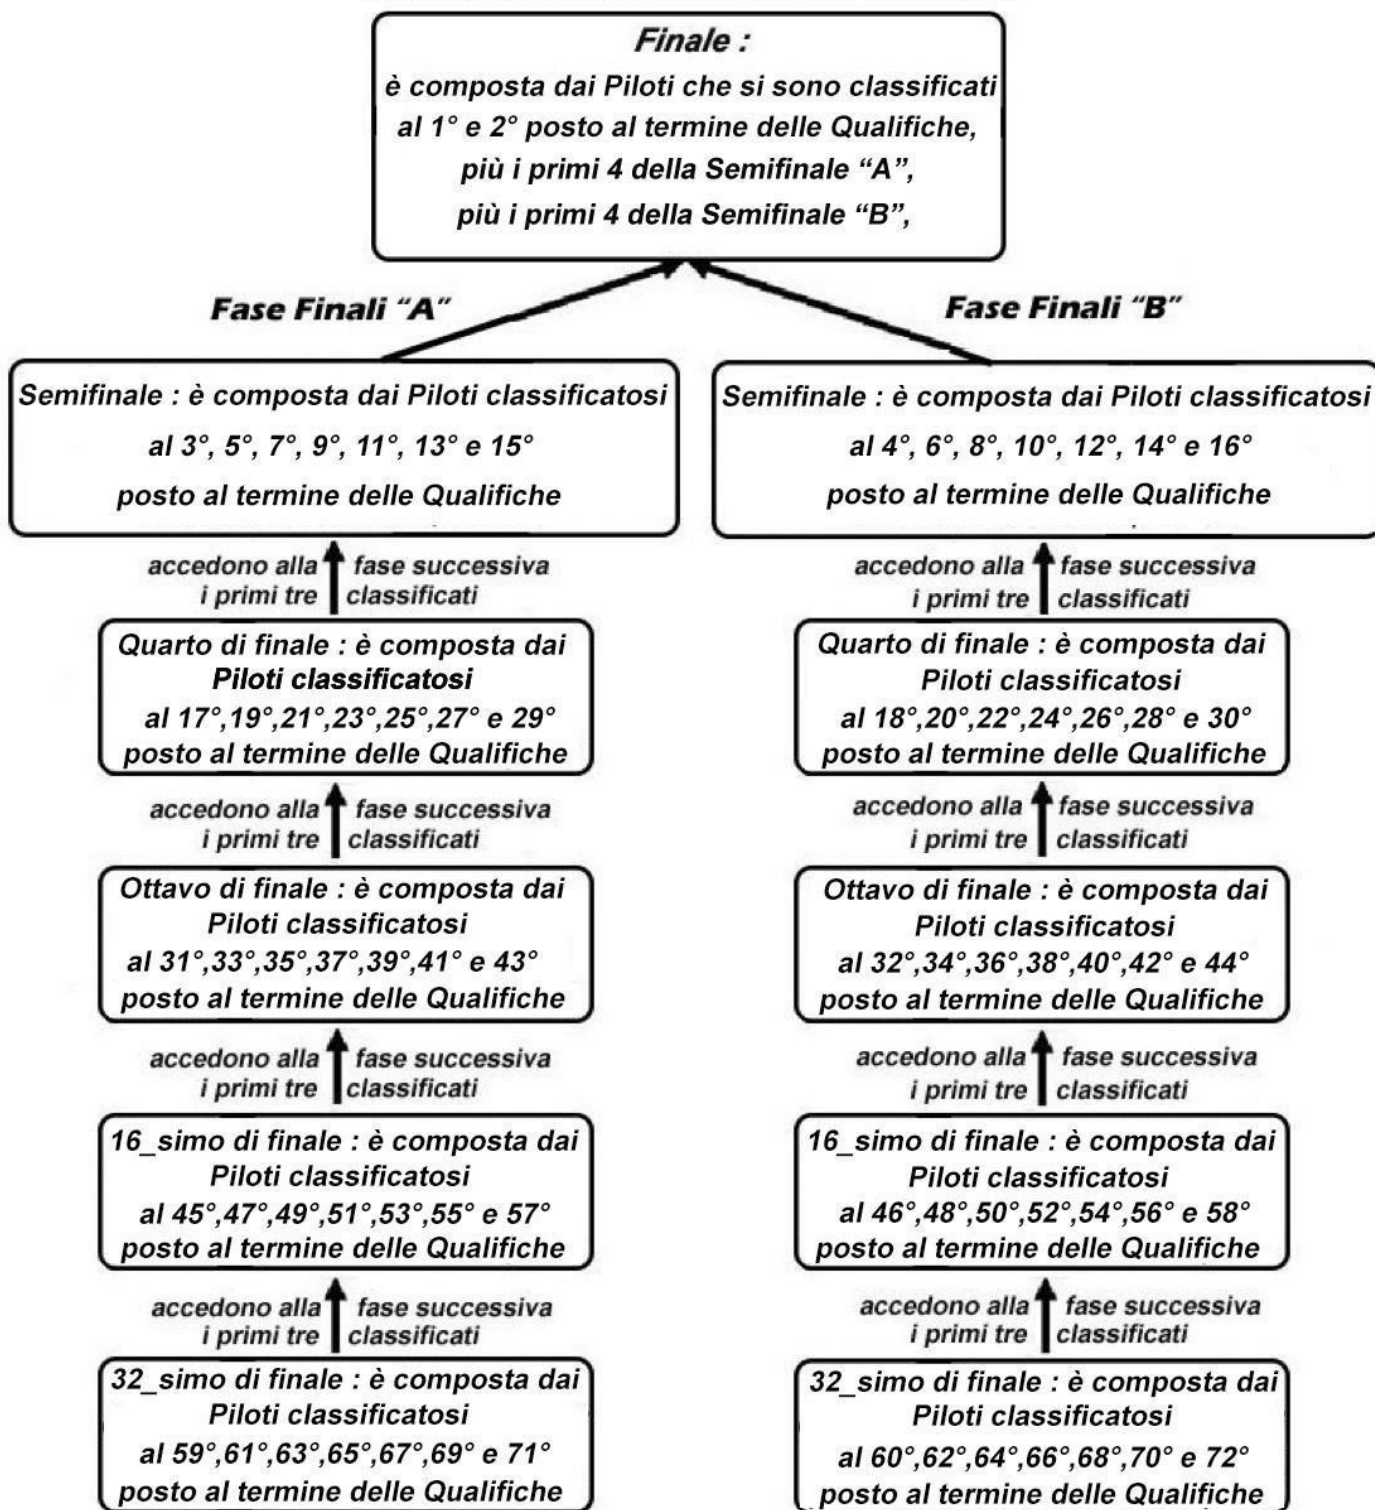 Finale :
è composta dai Piloti che si sono classificati
al 1° e 2° posto al termine delle Qualifiche,
più i primi 4 della Semifinale “A”,
più i primi 4 della Semifinale “B”,
Fase Finali “A”
Fase Finali “B”
Semifinale : è composta dai Piloti classificatosi
al 3°, 5°, 7°, 9°, 11°, 13° e 15°
posto al termine delle Qualifiche
Semifinale : è composta dai Piloti classificatosi
al 4°, 6°, 8°, 10°, 12°, 14° e 16°
posto al termine delle Qualifiche
accedono alla fase successiva
i primi tre classificati
accedono alla fase successiva
i primi tre classificati
Quarto di finale : è composta dai
Piloti classificatosi
al 17°,19°,21°,23°,25°,27° e 29°
posto al termine delle Qualifiche
Quarto di finale : è composta dai
Piloti classificatosi
al 18°,20°,22°,24°,26°,28° e 30°
posto al termine delle Qualifiche
accedono alla fase successiva
i primi tre classificati
accedono alla fase successiva
i primi tre classificati
Ottavo di finale : è composta dai
Piloti classificatosi
al 31°,33°,35°,37°,39°,41° e 43°
posto al termine delle Qualifiche
Ottavo di finale : è composta dai
Piloti classificatosi
al 32°,34°,36°,38°,40°,42° e 44°
posto al termine delle Qualifiche
accedono alla fase successiva
i primi tre classificati
accedono alla fase successiva
i primi tre classificati
16_simo di finale : è composta dai
Piloti classificatosi
al 45°,47°,49°,51°,53°,55° e 57°
posto al termine delle Qualifiche
16_simo di finale : è composta dai
Piloti classificatosi
al 46°,48°,50°,52°,54°,56° e 58°
posto al termine delle Qualifiche
accedono alla fase successiva
i primi tre classificati
accedono alla fase successiva
i primi tre classificati
32_simo di finale : è composta dai
Piloti classificatosi
al 59°,61°,63°,65°,67°,69° e 71°
posto al termine delle Qualifiche
32_simo di finale : è composta dai
Piloti classificatosi
al 60°,62°,64°,66°,68°,70° e 72°
posto al termine delle Qualifiche